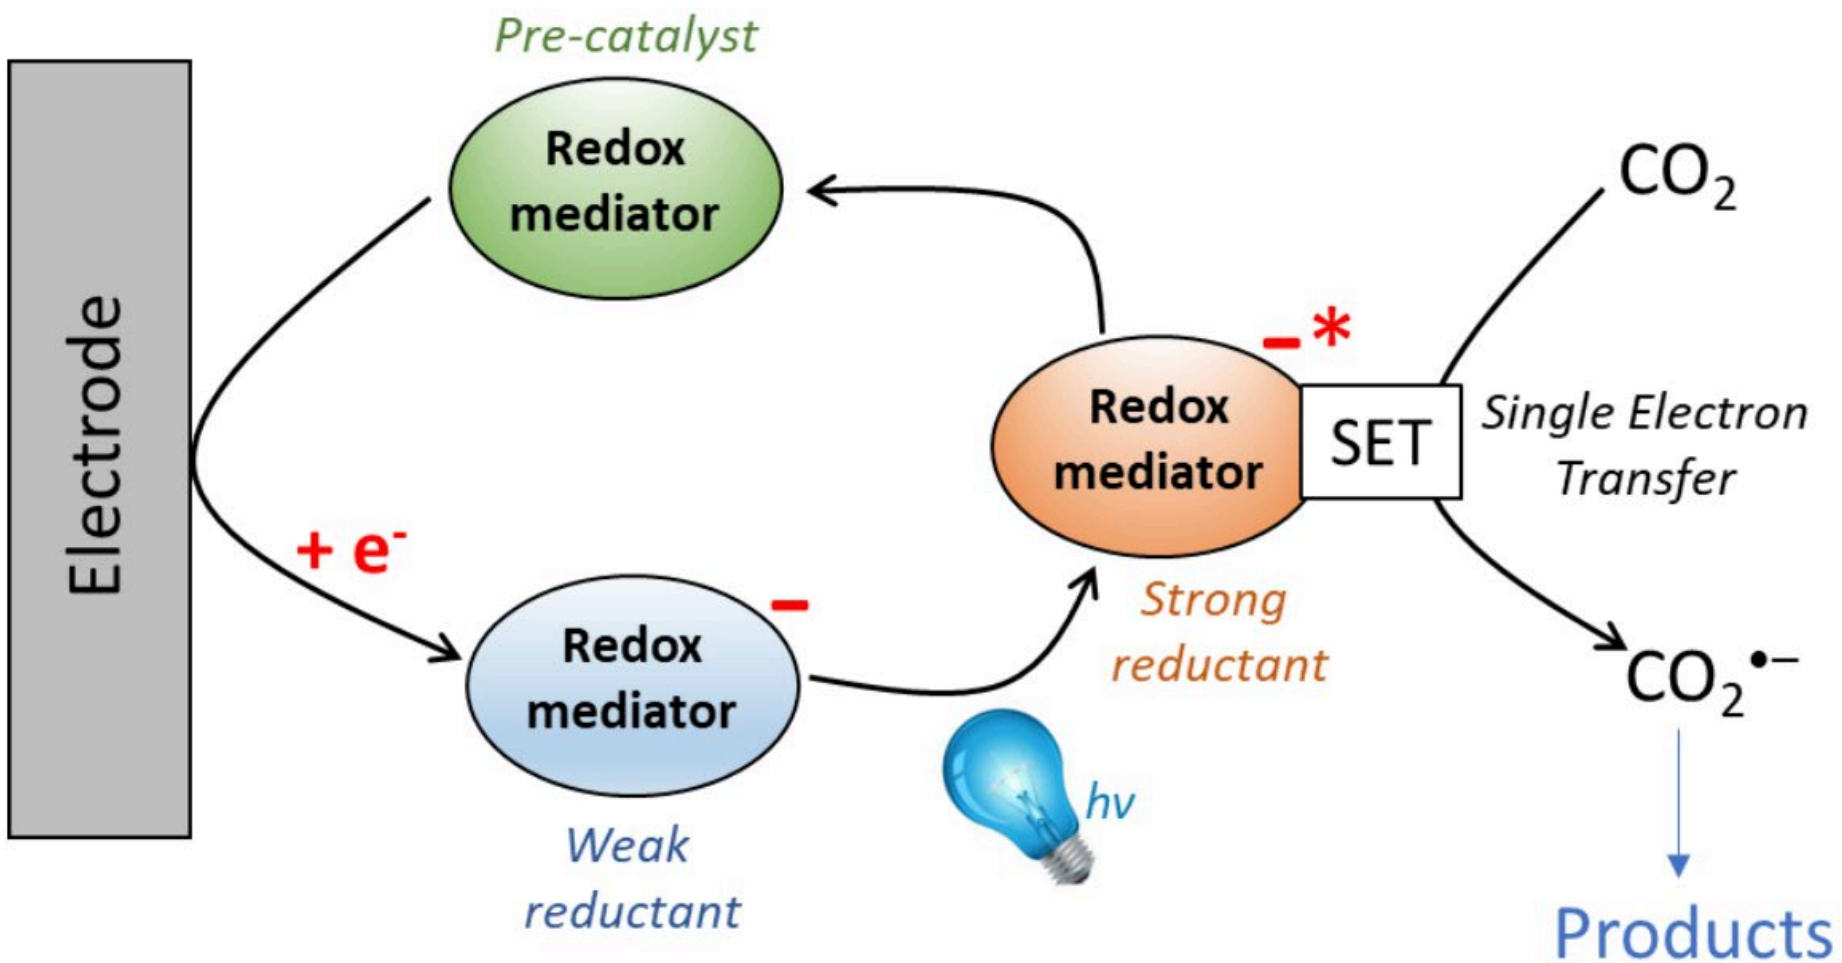 Pre-catalyst
Redox
mediator
Electrode
+ e⁻
Redox
mediator
–
Weak
reductant
hν
Redox
mediator
– *
Strong
reductant
SET
Single Electron
Transfer
CO₂
CO₂•–
Products